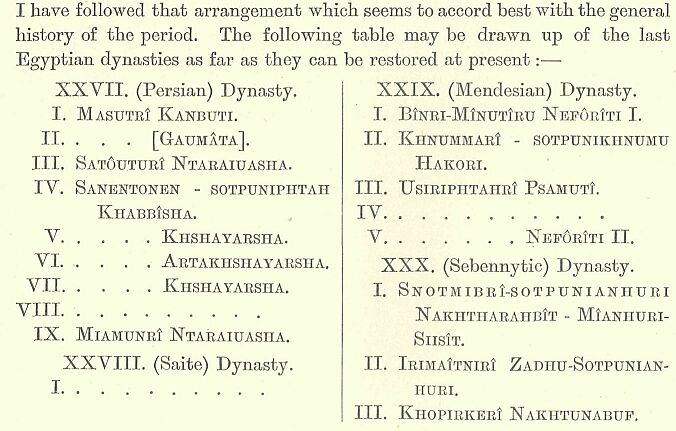 I have followed that arrangement which seems to accord best with the general
history of the period. The following table may be drawn up of the last
Egyptian dynasties as far as they can be restored at present :—
XXVII. (Persian) Dynasty.
I. Masutrî Kanbuti.
II. . . . [Gaumâta].
III. Satôuturî Ntaraiuasha.
IV. Sanentonen - sotpuniphtah
Khabbîsha.
V. . . . . Khshayarsha.
VI. . . . . Artakhshayarsha.
VII. . . . . Khshayarsha.
VIII. . . . . . . . . .
IX. Miamunrî Ntaraiuasha.
XXVIII. (Saite) Dynasty.
I. . . . . . . . . . .
XXIX. (Mendesian) Dynasty.
I. Bînri-Mînutîru Nefôrîti I.
II. Khnummarî - sotpunikhnumu
Hakori.
III. Usiriphtahrî Psamutî.
IV. . . . . . . . . . .
V. . . . . . . Nefôrîti II.
XXX. (Sebennytic) Dynasty.
I. Snotmibrî-sotpunianhuri
Nakhtharahbît - Mîanhuri-
Siisît.
II. Irimaîtnirî Zadhu-Sotpunian-
huri.
III. Khopirkerî Nakhtunabuf.